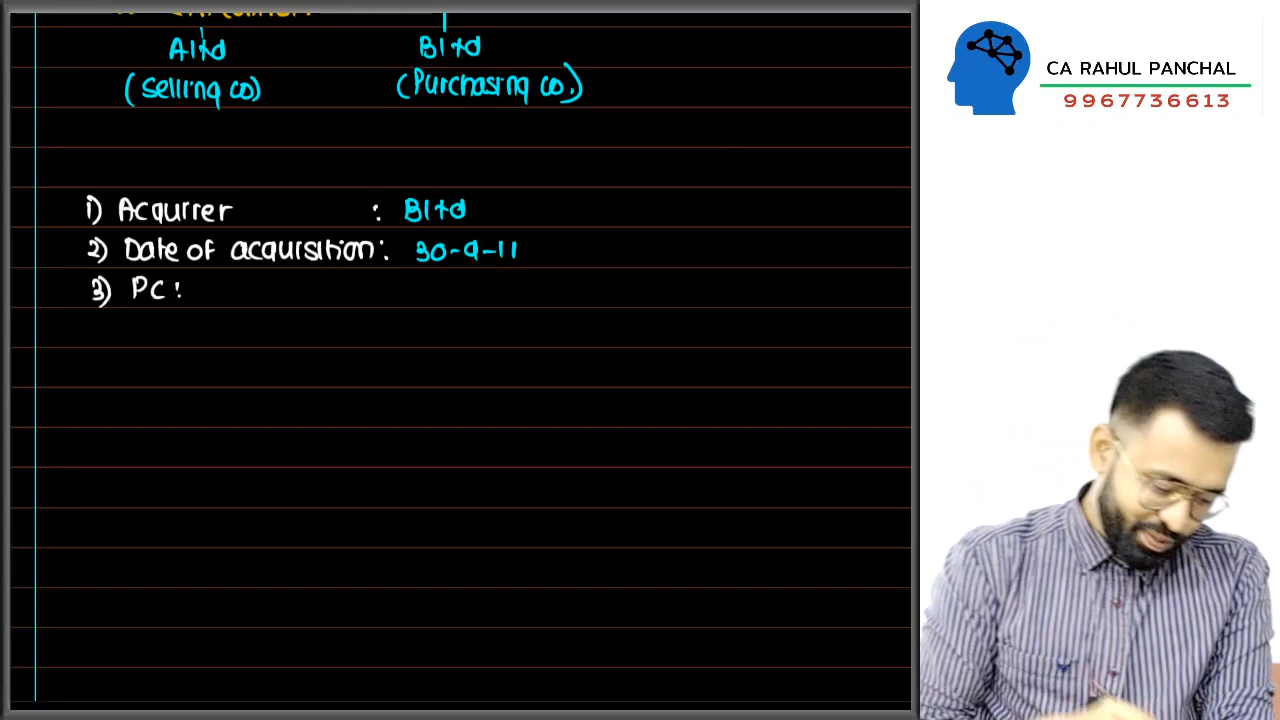 A ltd
B ltd
(Selling co)
(Purchasing co.)
1) Acquirer : B ltd
2) Date of acquisition: 30-9-11
3) PC:
CA RAHUL PANCHAL
9967736613